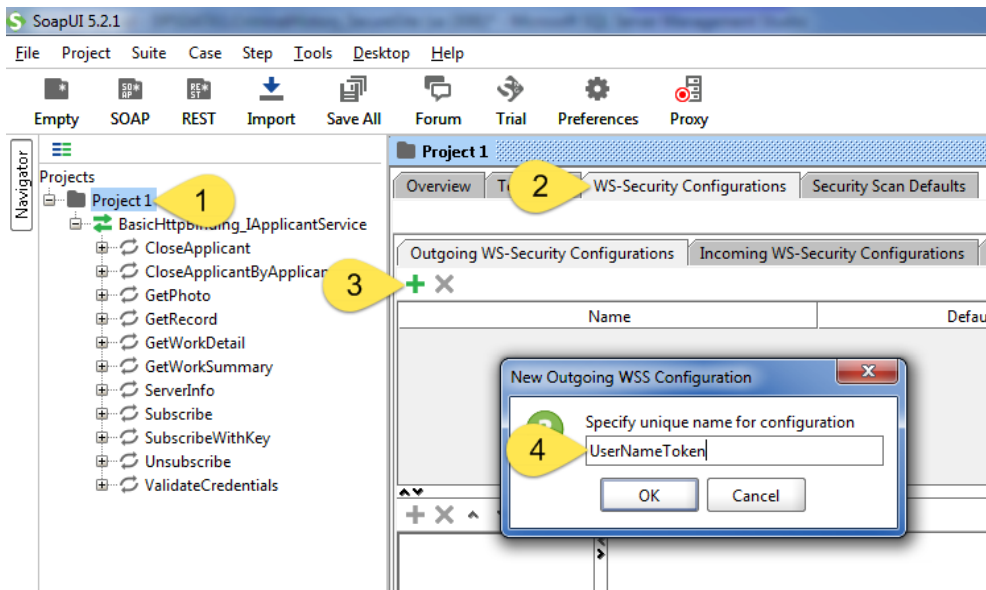 SoapUI 5.2.1
File Project Suite Case Step Tools Desktop Help
Empty SOAP REST Import Save All Forum Trial Preferences Proxy
Navigator
Projects
Project 1
1
BasicHttpBinding_IApplicantService
CloseApplicant
CloseApplicantByApplican
GetPhoto
GetRecord
GetWorkDetail
GetWorkSummary
ServerInfo
Subscribe
SubscribeWithKey
Unsubscribe
ValidateCredentials
Project 1
Overview T 2 WS-Security Configurations Security Scan Defaults
Outgoing WS-Security Configurations Incoming WS-Security Configurations
3
Name Defau
New Outgoing WSS Configuration
Specify unique name for configuration
4 UserNameToken
OK Cancel